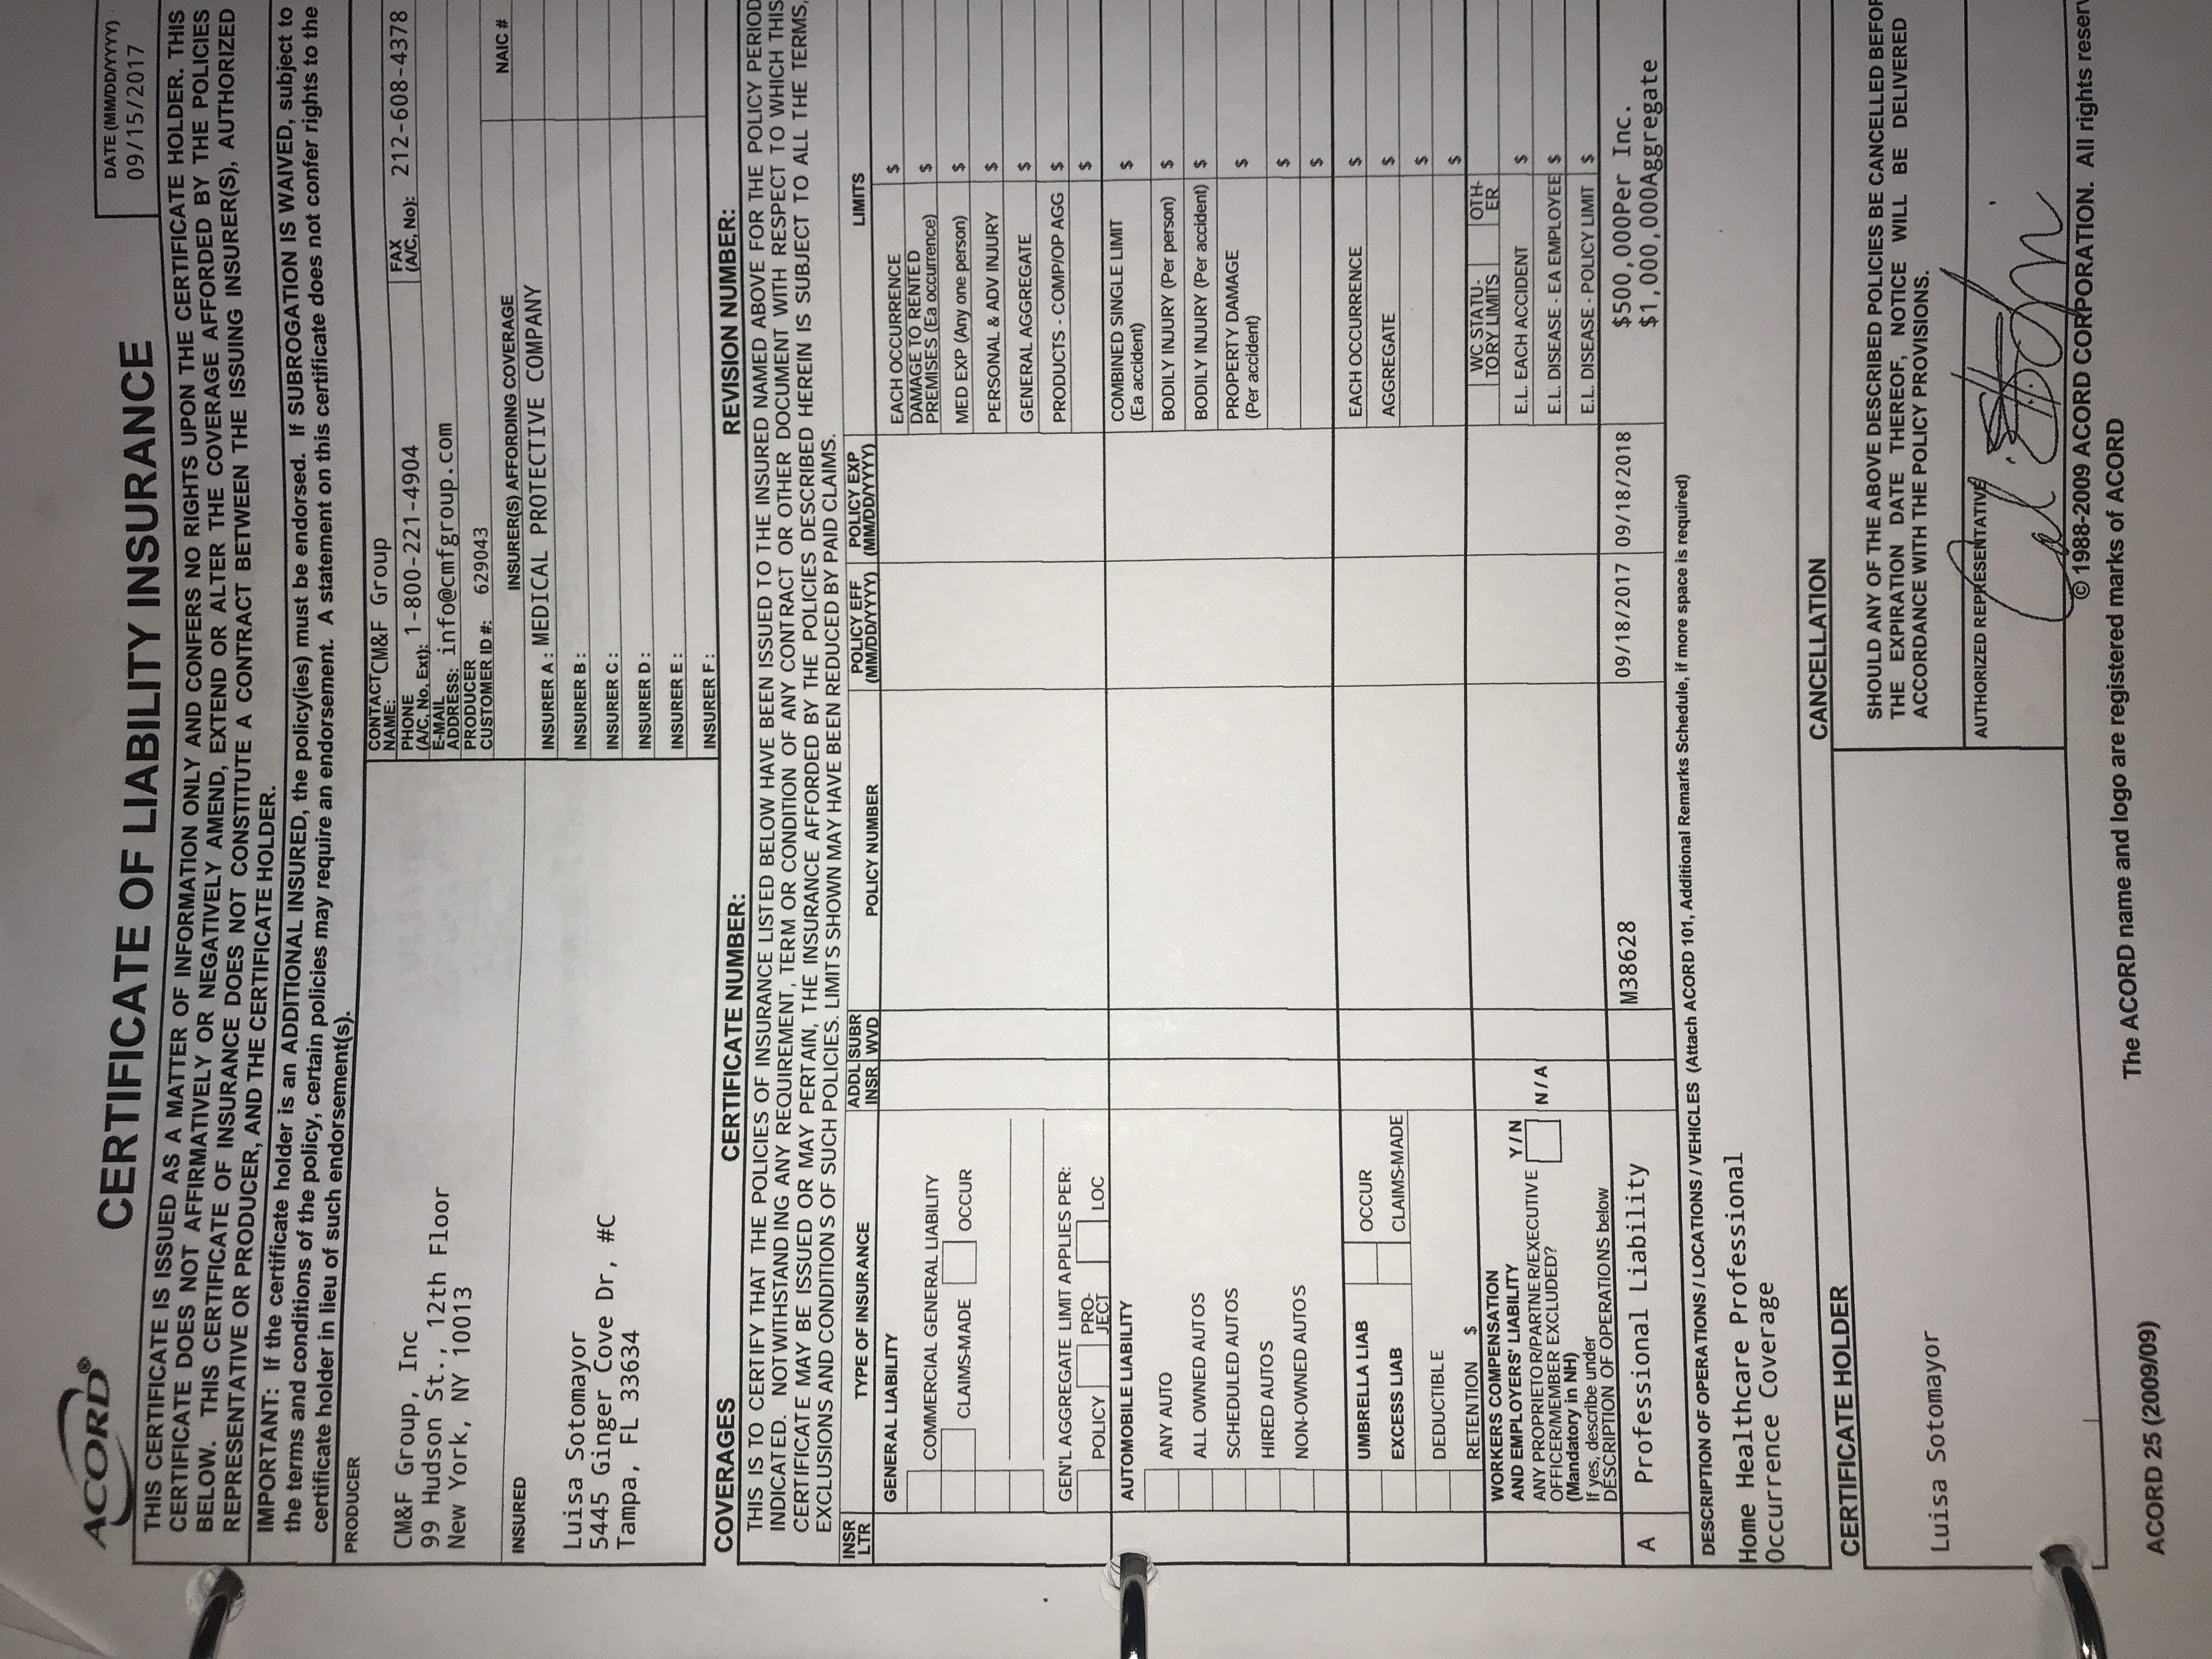 ACORD®
CERTIFICATE OF LIABILITY INSURANCE
DATE (MM/DD/YYYY)
09/15/2017
THIS CERTIFICATE IS ISSUED AS A MATTER OF INFORMATION ONLY AND CONFERS NO RIGHTS UPON THE CERTIFICATE HOLDER. THIS
CERTIFICATE DOES NOT AFFIRMATIVELY OR NEGATIVELY AMEND, EXTEND OR ALTER THE COVERAGE AFFORDED BY THE POLICIES
BELOW. THIS CERTIFICATE OF INSURANCE DOES NOT CONSTITUTE A CONTRACT BETWEEN THE ISSUING INSURER(S), AUTHORIZED
REPRESENTATIVE OR PRODUCER, AND THE CERTIFICATE HOLDER.
IMPORTANT: If the certificate holder is an ADDITIONAL INSURED, the policy(ies) must be endorsed. If SUBROGATION IS WAIVED, subject to
the terms and conditions of the policy, certain policies may require an endorsement. A statement on this certificate does not confer rights to the
certificate holder in lieu of such endorsement(s).
PRODUCER
CM&F Group, Inc
99 Hudson St., 12th Floor
New York, NY 10013
CONTACT NAME: CM&F Group
PHONE (A/C, No, Ext): 1-800-221-4904
FAX (A/C, No): 212-608-4378
E-MAIL ADDRESS: info@cmfgroup.com
PRODUCER CUSTOMER ID #: 629043
INSURED
Luisa Sotomayor
5445 Ginger Cove Dr, #C
Tampa, FL 33634
INSURER(S) AFFORDING COVERAGE NAIC #
INSURER A : MEDICAL PROTECTIVE COMPANY
INSURER B :
INSURER C :
INSURER D :
INSURER E :
INSURER F :
COVERAGES CERTIFICATE NUMBER: REVISION NUMBER:
THIS IS TO CERTIFY THAT THE POLICIES OF INSURANCE LISTED BELOW HAVE BEEN ISSUED TO THE INSURED NAMED ABOVE FOR THE POLICY PERIOD
INDICATED. NOTWITHSTANDING ANY REQUIREMENT, TERM OR CONDITION OF ANY CONTRACT OR OTHER DOCUMENT WITH RESPECT TO WHICH THIS
CERTIFICATE MAY BE ISSUED OR MAY PERTAIN, THE INSURANCE AFFORDED BY THE POLICIES DESCRIBED HEREIN IS SUBJECT TO ALL THE TERMS,
EXCLUSIONS AND CONDITIONS OF SUCH POLICIES. LIMITS SHOWN MAY HAVE BEEN REDUCED BY PAID CLAIMS.
INSR LTR TYPE OF INSURANCE ADDL INSR SUBR WVD POLICY NUMBER POLICY EFF (MM/DD/YYYY) POLICY EXP (MM/DD/YYYY) LIMITS
GENERAL LIABILITY
COMMERCIAL GENERAL LIABILITY
CLAIMS-MADE OCCUR
GEN'L AGGREGATE LIMIT APPLIES PER:
POLICY PRO-JECT LOC
EACH OCCURRENCE $
DAMAGE TO RENTED PREMISES (Ea occurrence) $
MED EXP (Any one person) $
PERSONAL & ADV INJURY $
GENERAL AGGREGATE $
PRODUCTS - COMP/OP AGG $
$
AUTOMOBILE LIABILITY
ANY AUTO
ALL OWNED AUTOS
SCHEDULED AUTOS
HIRED AUTOS
NON-OWNED AUTOS
COMBINED SINGLE LIMIT (Ea accident) $
BODILY INJURY (Per person) $
BODILY INJURY (Per accident) $
PROPERTY DAMAGE (Per accident) $
$
$
UMBRELLA LIAB OCCUR
EXCESS LIAB CLAIMS-MADE
DEDUCTIBLE
RETENTION $
EACH OCCURRENCE $
AGGREGATE $
$
$
WORKERS COMPENSATION
AND EMPLOYERS' LIABILITY Y / N
ANY PROPRIETOR/PARTNER/EXECUTIVE
OFFICER/MEMBER EXCLUDED? N / A
(Mandatory in NH)
If yes, describe under
DESCRIPTION OF OPERATIONS below
WC STATU-TORY LIMITS OTH-ER
E.L. EACH ACCIDENT $
E.L. DISEASE - EA EMPLOYEE $
E.L. DISEASE - POLICY LIMIT $
A Professional Liability M38628 09/18/2017 09/18/2018 $500,000Per Inc.
$1,000,000Aggregate
DESCRIPTION OF OPERATIONS / LOCATIONS / VEHICLES (Attach ACORD 101, Additional Remarks Schedule, if more space is required)
Home Healthcare Professional
Occurrence Coverage
CERTIFICATE HOLDER
Luisa Sotomayor
CANCELLATION
SHOULD ANY OF THE ABOVE DESCRIBED POLICIES BE CANCELLED BEFOR
THE EXPIRATION DATE THEREOF, NOTICE WILL BE DELIVERED
ACCORDANCE WITH THE POLICY PROVISIONS.
AUTHORIZED REPRESENTATIVE
© 1988-2009 ACORD CORPORATION. All rights reserv
The ACORD name and logo are registered marks of ACORD
ACORD 25 (2009/09)